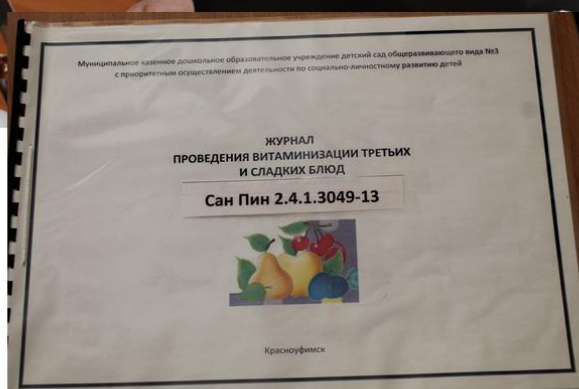 Муниципальное казенное дошкольное образовательное учреждение детский сад общеразвивающего вида №3
с приоритетным осуществлением деятельности по социально-личностному развитию детей
ЖУРНАЛ
ПРОВЕДЕНИЯ ВИТАМИНИЗАЦИИ ТРЕТЬИХ
И СЛАДКИХ БЛЮД
Сан Пин 2.4.1.3049-13
Красноуфимск